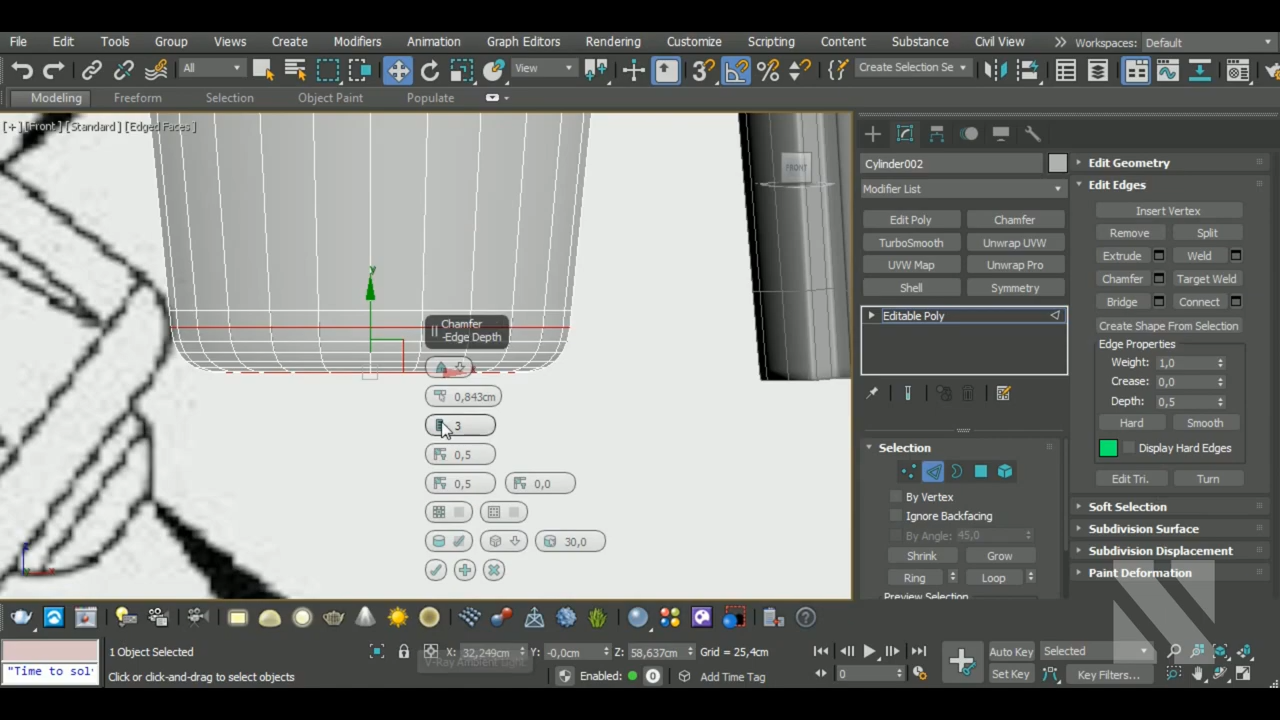 File Edit Tools Group Views Create Modifiers Animation Graph Editors Rendering Customize Scripting Content Substance Civil View Workspaces: Default
All View Create Selection Se
Modeling Freeform Selection Object Paint Populate
[+] [Front] [Standard] [Edged Faces]
FRONT
y
Chamfer
-Edge Depth
0,843cm
3
0,5
0,5 0,0
30,0
Cylinder002
Modifier List
Edit Poly Chamfer
TurboSmooth Unwrap UVW
UVW Map Unwrap Pro
Shell Symmetry
Editable Poly
Selection
By Vertex
Ignore Backfacing
By Angle: 45,0
Shrink Grow
Ring Loop
Preview Selection
Edit Geometry
Edit Edges
Insert Vertex
Remove Split
Extrude Weld
Chamfer Target Weld
Bridge Connect
Create Shape From Selection
Edge Properties
Weight: 1,0
Crease: 0,0
Depth: 0,5
Hard Smooth
Display Hard Edges
Edit Tri. Turn
Soft Selection
Subdivision Surface
Subdivision Displacement
Paint Deformation
1 Object Selected X: 32,249cm Y: -0,0cm Z: 58,637cm Grid = 25,4cm Auto Key Selected
V-Ray Ambient Light
"Time to sol Click or click-and-drag to select objects Enabled: 0 Add Time Tag 0 Set Key Key Filters...